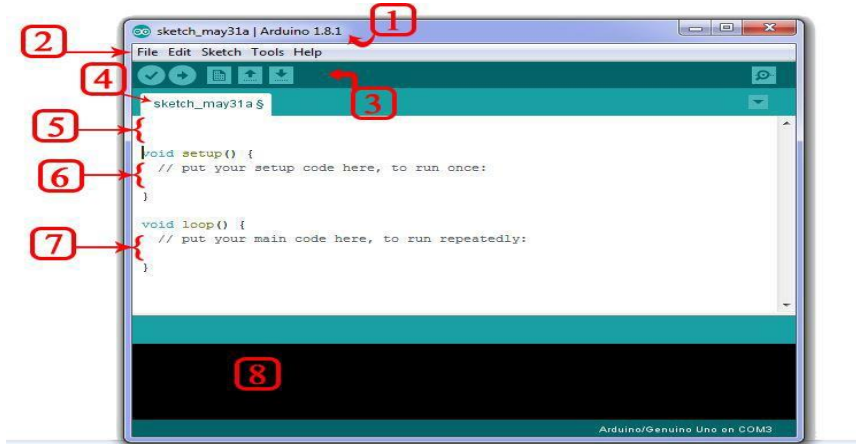 1
sketch_may31a | Arduino 1.8.1
2
File Edit Sketch Tools Help
4
3
sketch_may31a §
5
void setup() {
6
// put your setup code here, to run once:
}
void loop() {
7
// put your main code here, to run repeatedly:
}
8
Arduino/Genuino Uno on COM3